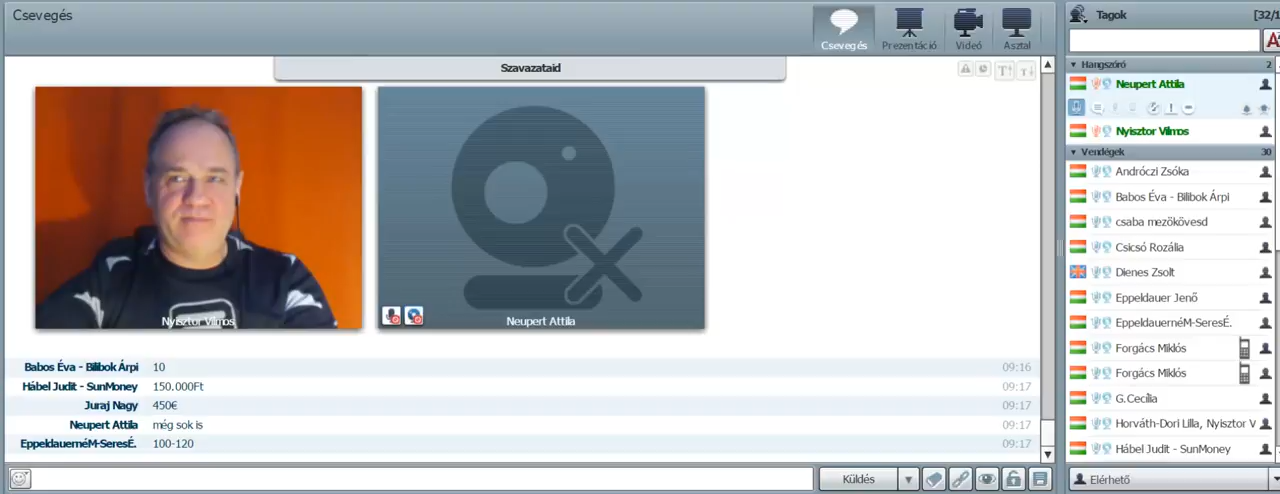 Csevegés
Csevegés
Prezentáció
Videó
Asztal
Szavazataid
Nyisztor Vilmos
Neupert Attila
Babos Éva - Bilibok Árpi 10 09:16
Hábel Judit - SunMoney 150.000Ft 09:17
Juraj Nagy 450€ 09:17
Neupert Attila még sok is 09:17
EppeldauernéM-SeresÉ. 100-120 09:17
Küldés
Tagok [32/1
Hangszóró 2
Neupert Attila
Nyisztor Vilmos
Vendégek 30
Andróczi Zsóka
Babos Éva - Bilibok Árpi
csaba mezőkövesd
Csicsó Rozália
Dienes Zsolt
Eppeldauer Jenő
EppeldauernéM-SeresÉ.
Forgács Miklós
Forgács Miklós
G.Cecília
Horváth-Dori Lilla, Nyisztor V
Hábel Judit - SunMoney
Elérhető